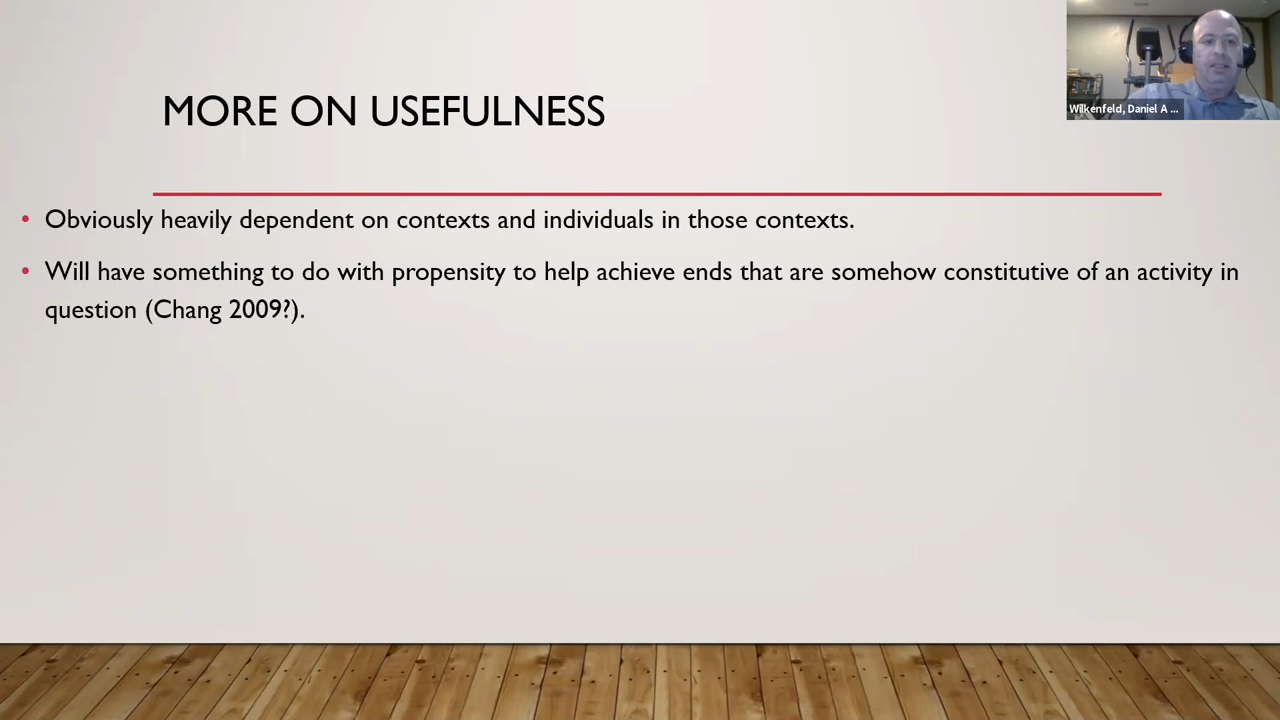 MORE ON USEFULNESS
• Obviously heavily dependent on contexts and individuals in those contexts.
• Will have something to do with propensity to help achieve ends that are somehow constitutive of an activity in
question (Chang 2009?).
Wilkenfeld, Daniel A ...